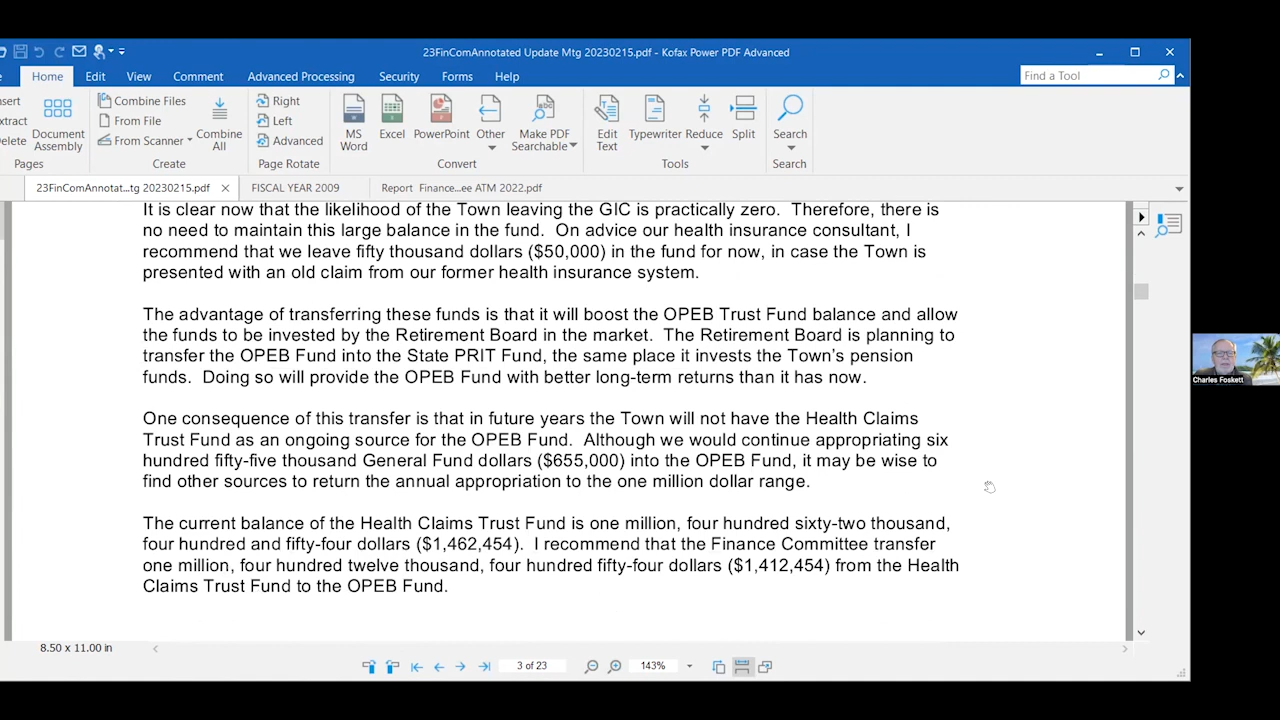 23FinComAnnotated Update Mtg 20230215.pdf - Kofax Power PDF Advanced
Home Edit View Comment Advanced Processing Security Forms Help
Find a Tool
Combine Files
From File
From Scanner
Document Assembly
Combine All
Right
Left
Advanced
MS Word
Excel
PowerPoint
Other
Make PDF Searchable
Edit Text
Typewriter
Reduce
Split
Search
Pages
Create
Page Rotate
Convert
Tools
Search
23FinComAnnotat...tg 20230215.pdf
FISCAL YEAR 2009
Report Finance...ee ATM 2022.pdf
It is clear now that the likelihood of the Town leaving the GIC is practically zero. Therefore, there is
no need to maintain this large balance in the fund. On advice our health insurance consultant, I
recommend that we leave fifty thousand dollars ($50,000) in the fund for now, in case the Town is
presented with an old claim from our former health insurance system.
The advantage of transferring these funds is that it will boost the OPEB Trust Fund balance and allow
the funds to be invested by the Retirement Board in the market. The Retirement Board is planning to
transfer the OPEB Fund into the State PRIT Fund, the same place it invests the Town's pension
funds. Doing so will provide the OPEB Fund with better long-term returns than it has now.
One consequence of this transfer is that in future years the Town will not have the Health Claims
Trust Fund as an ongoing source for the OPEB Fund. Although we would continue appropriating six
hundred fifty-five thousand General Fund dollars ($655,000) into the OPEB Fund, it may be wise to
find other sources to return the annual appropriation to the one million dollar range.
The current balance of the Health Claims Trust Fund is one million, four hundred sixty-two thousand,
four hundred and fifty-four dollars ($1,462,454). I recommend that the Finance Committee transfer
one million, four hundred twelve thousand, four hundred fifty-four dollars ($1,412,454) from the Health
Claims Trust Fund to the OPEB Fund.
Charles Foskett
8.50 x 11.00 in
3 of 23
143%